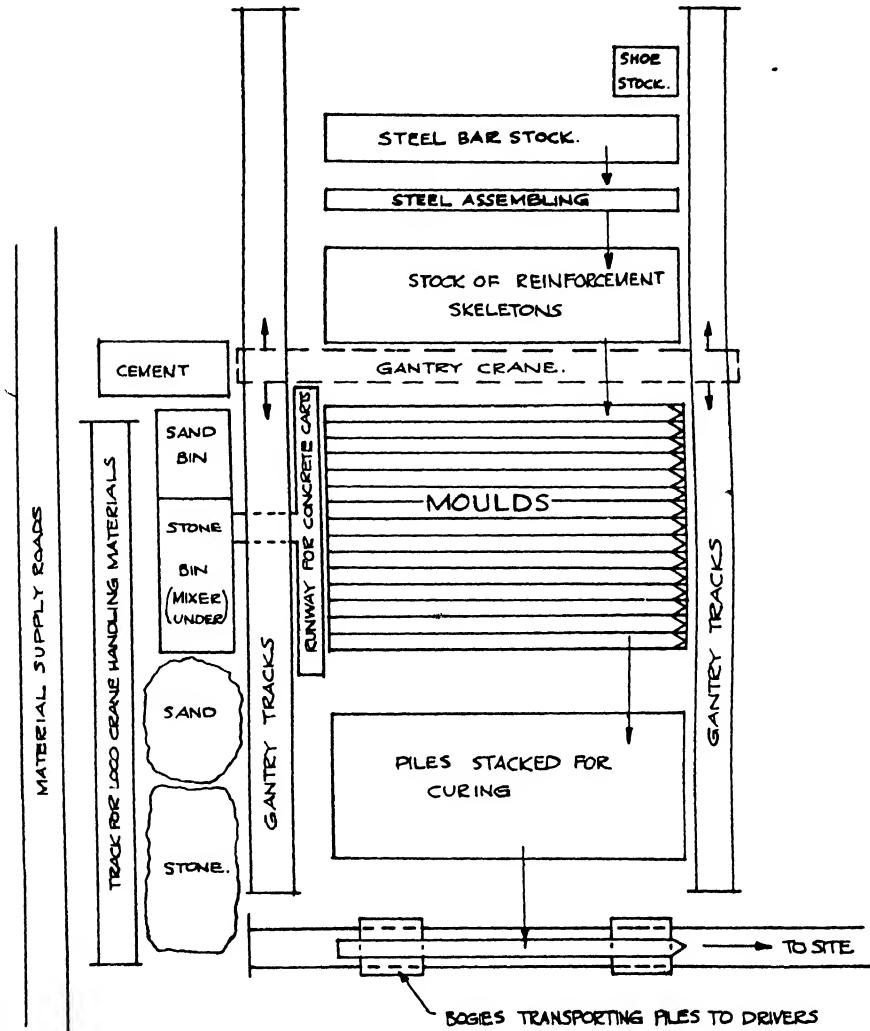 SHOE
STOCK.
STEEL BAR STOCK.
STEEL ASSEMBLING
STOCK OF REINFORCEMENT
SKELETONS
CEMENT
GANTRY CRANE.
SAND
BIN
STONE
BIN
(MIXER)
UNDER
RUNWAY FOR CONCRETE CARTS
MOULDS
MATERIAL SUPPLY ROADS
TRACK FOR LOCO CRANE HANDLING MATERIALS
GANTRY TRACKS
GANTRY TRACKS
SAND
PILES STACKED FOR
CURING
STONE.
TO SITE
BOGIES TRANSPORTING PILES TO DRIVERS